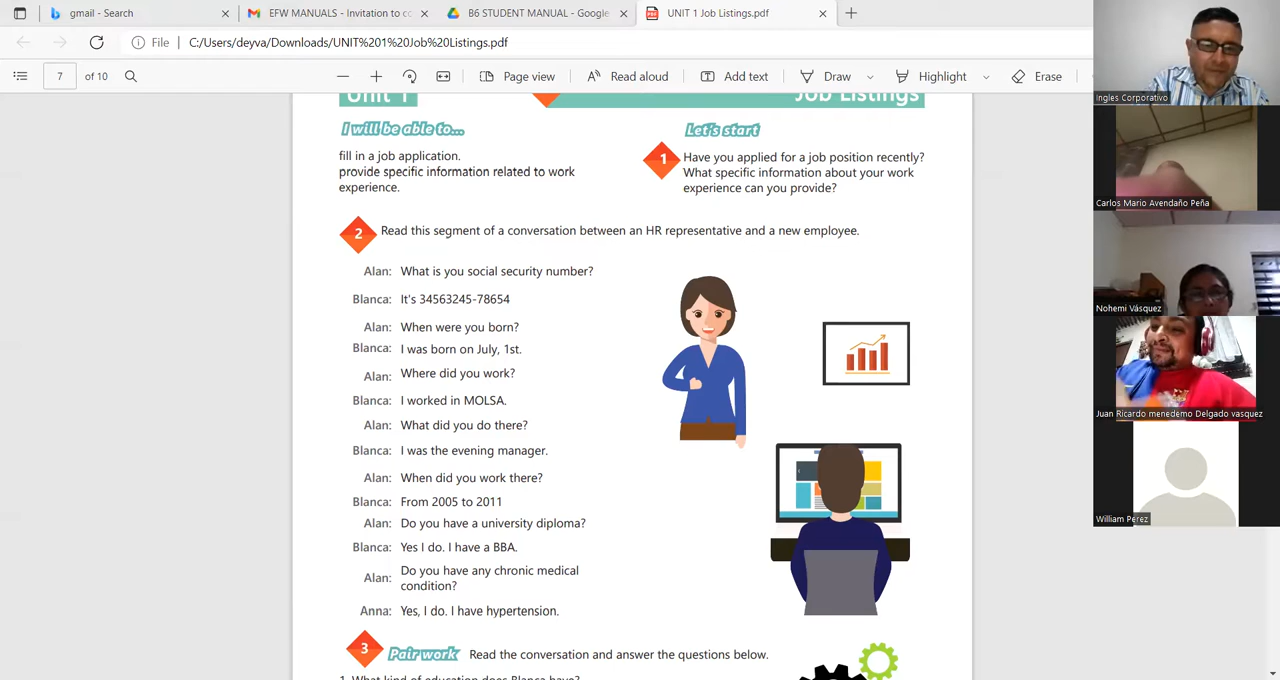 gmail - Search
EFW MANUALS - Invitation to co
B6 STUDENT MANUAL - Google
UNIT 1 Job Listings.pdf
File
C:/Users/deyva/Downloads/UNIT%201%20Job%20Listings.pdf
7 of 10
Page view
Read aloud
Add text
Draw
Highlight
Erase
Unit 1
Job Listings
I will be able to...
fill in a job application.
provide specific information related to work
experience.
Let's start
1 Have you applied for a job position recently?
What specific information about your work
experience can you provide?
2 Read this segment of a conversation between an HR representative and a new employee.
Alan: What is you social security number?
Blanca: It's 34563245-78654
Alan: When were you born?
Blanca: I was born on July, 1st.
Alan: Where did you work?
Blanca: I worked in MOLSA.
Alan: What did you do there?
Blanca: I was the evening manager.
Alan: When did you work there?
Blanca: From 2005 to 2011
Alan: Do you have a university diploma?
Blanca: Yes I do. I have a BBA.
Alan: Do you have any chronic medical
condition?
Anna: Yes, I do. I have hypertension.
3 Pair work Read the conversation and answer the questions below.
1. What kind of education does Blanca have?
Ingles Corporativo
Carlos Mario Avendaño Peña
Nohemi Vásquez
Juan Ricardo menedemo Delgado vasquez
William Perez